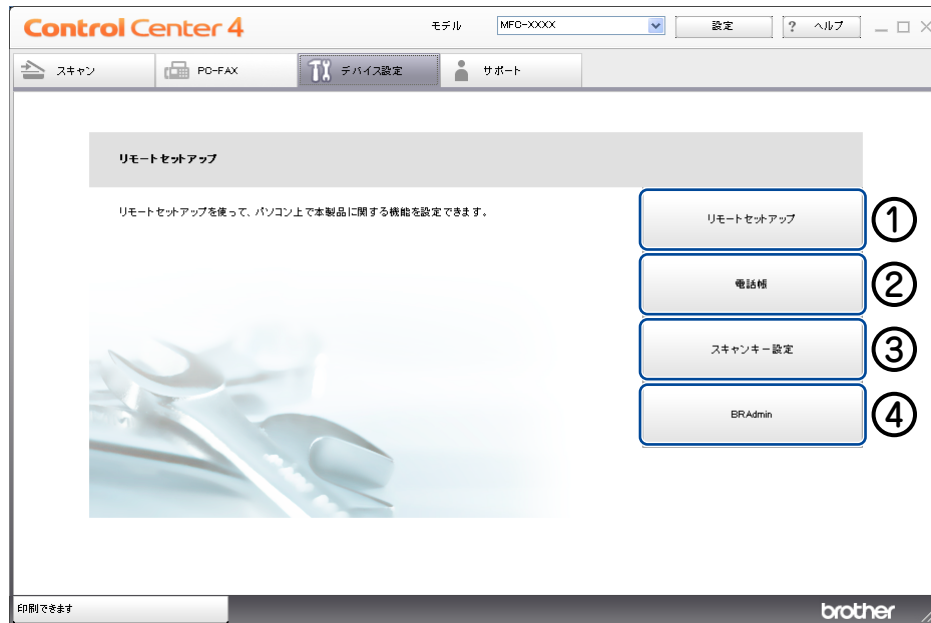 Control Center 4 モデル MFC-XXXX 設定 ? ヘルプ
スキャン PC-FAX デバイス設定 サポート
リモートセットアップ
リモートセットアップを使って、パソコン上で本製品に関する機能を設定できます。
リモートセットアップ ①
電話帳 ②
スキャンキー設定 ③
BRAdmin ④
印刷できます brother